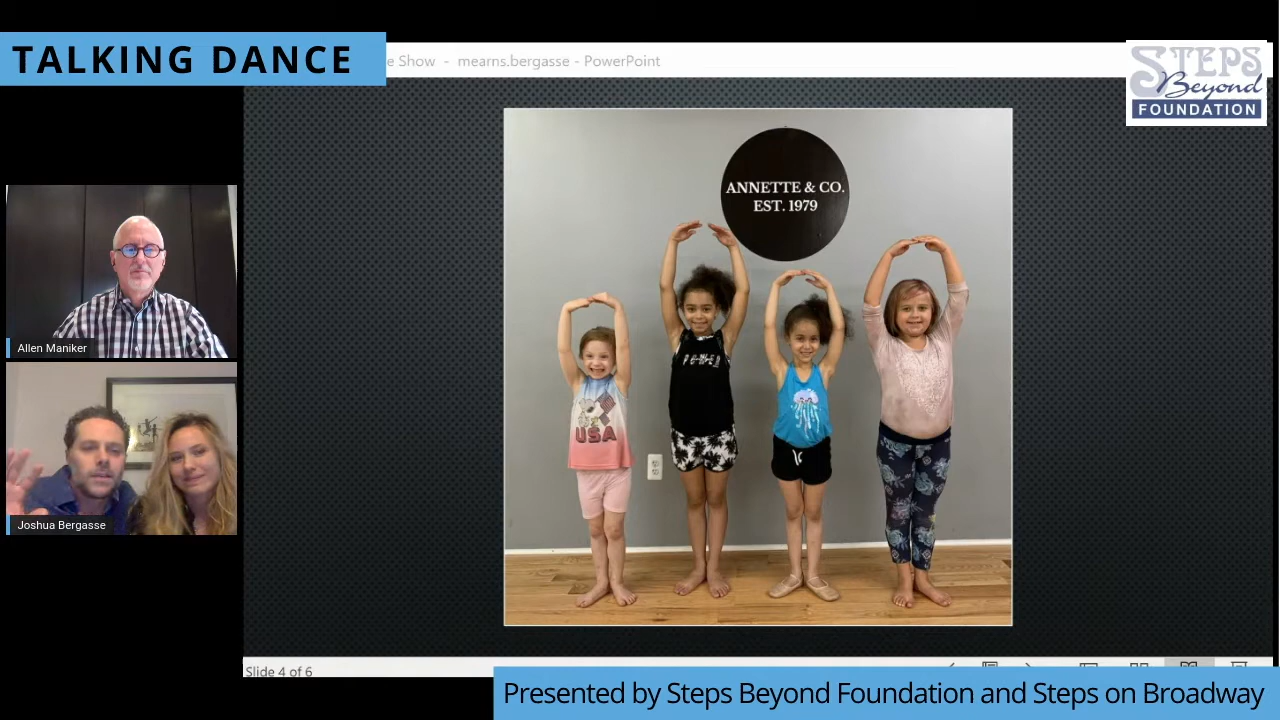 TALKING DANCE
e Show - mearns.bergasse - PowerPoint
STEPS
Beyond
FOUNDATION
ANNETTE & CO.
EST. 1979
POWER
USA
Allen Maniker
Joshua Bergasse
Slide 4 of 6
Presented by Steps Beyond Foundation and Steps on Broadway